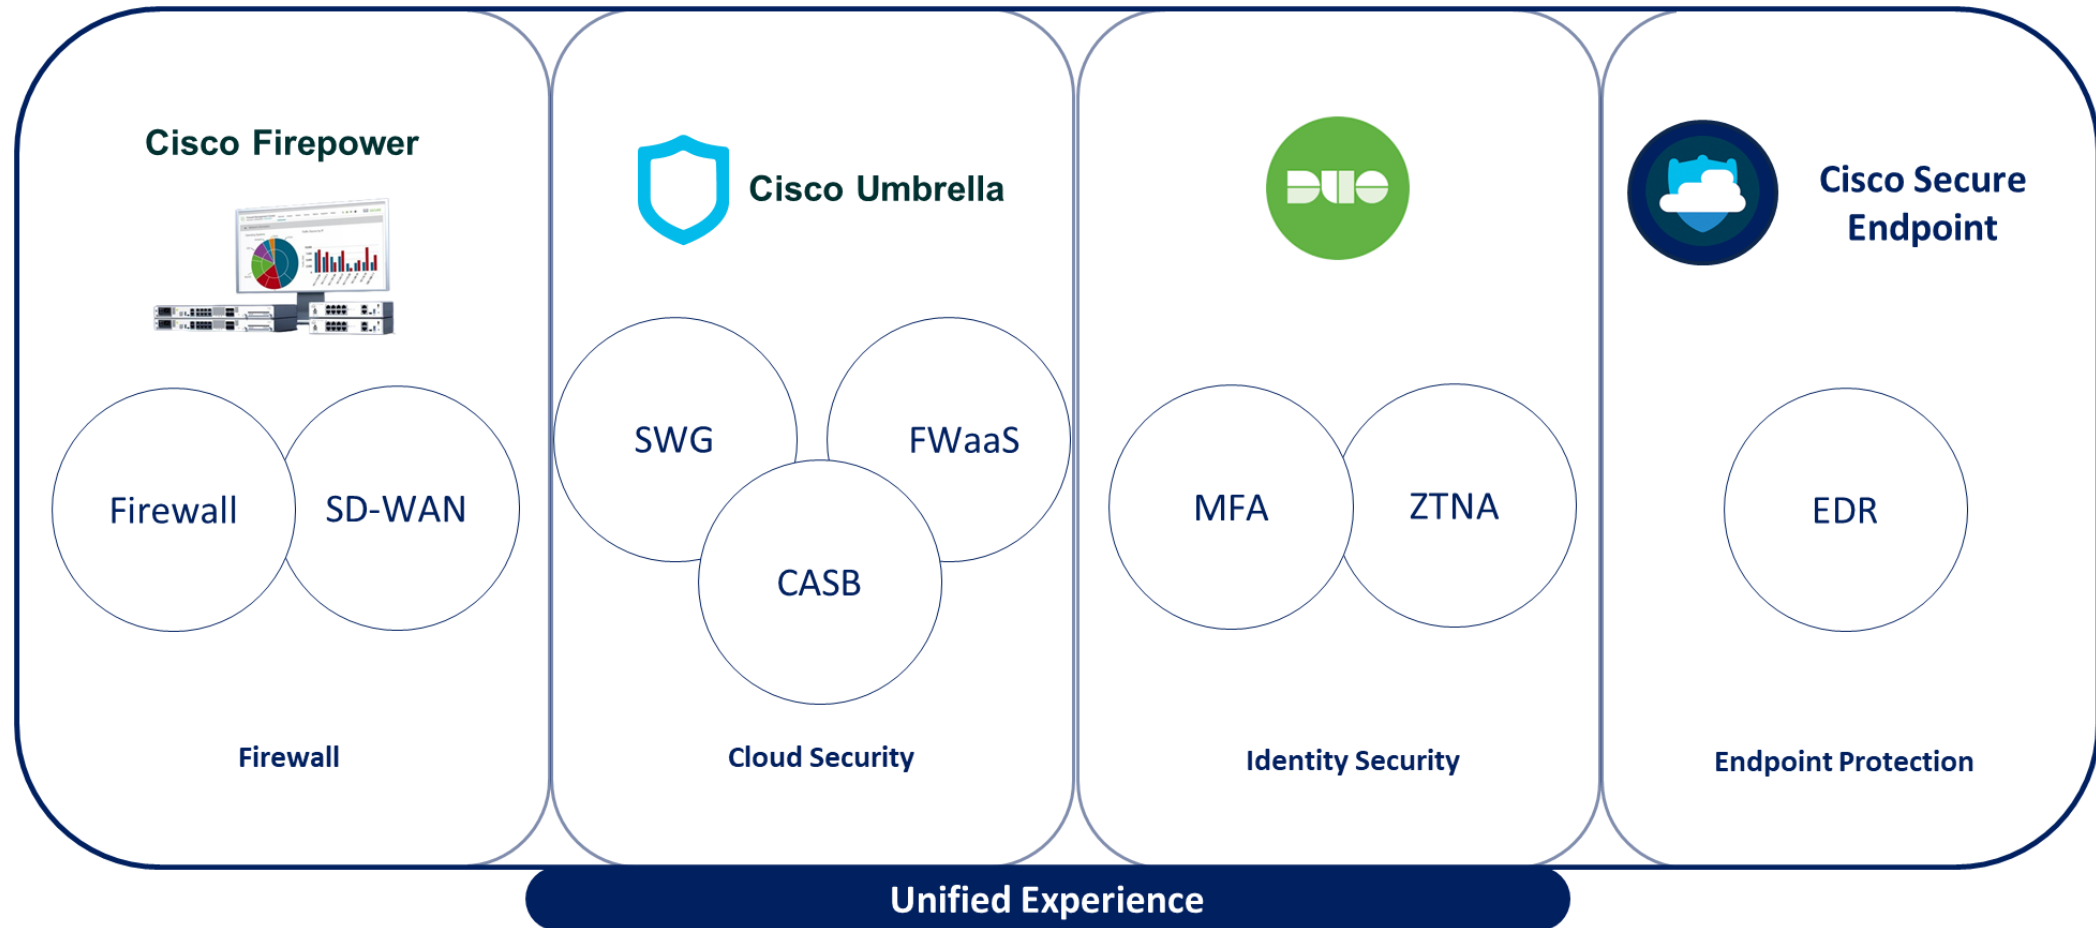 Cisco Firepower
Cisco Umbrella
DUO
Cisco Secure
Endpoint
Firewall
SD-WAN
SWG
FWaaS
CASB
MFA
ZTNA
EDR
Firewall
Cloud Security
Identity Security
Endpoint Protection
Unified Experience